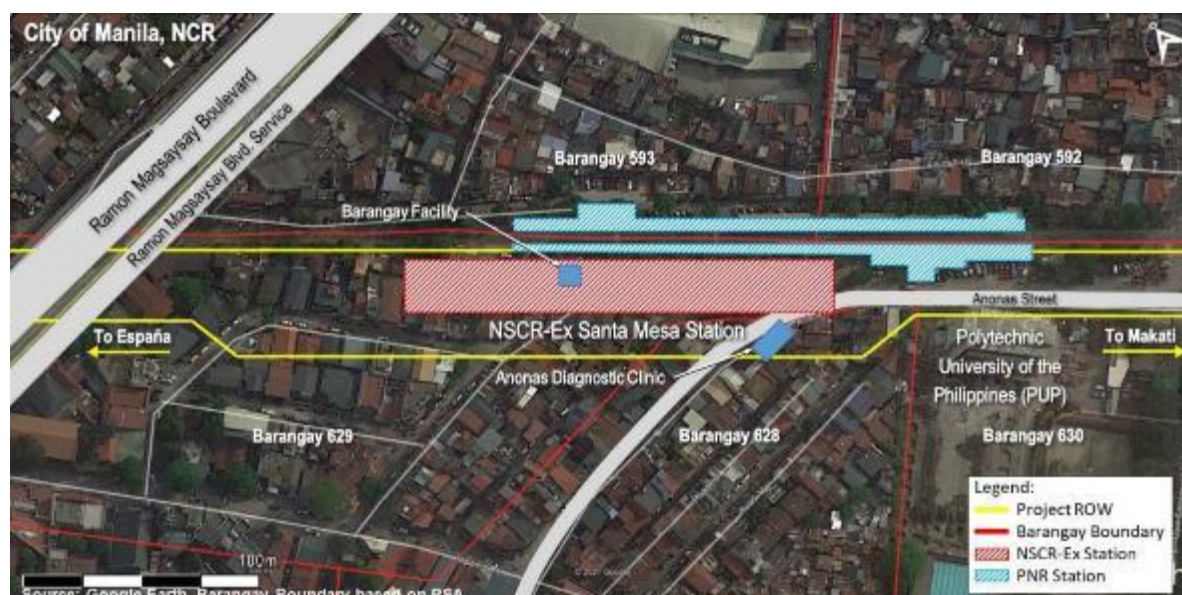 City of Manila, NCR
Ramon Magsaysay Boulevard
Ramon Magsaysay Blvd. Service
Barangay 593
Barangay 592
Barangay Facility
Anonas Street
NSCR-Ex Santa Mesa Station
To España
To Makati
Polytechnic
University of the
Philippines (PUP)
Anonas Diagnostic Clinic
Barangay 629
Barangay 628
Barangay 630
Legend:
Project ROW
Barangay Boundary
NSCR-Ex Station
PNR Station
100m
Source: Google Earth, Barangay Boundary based on PSA